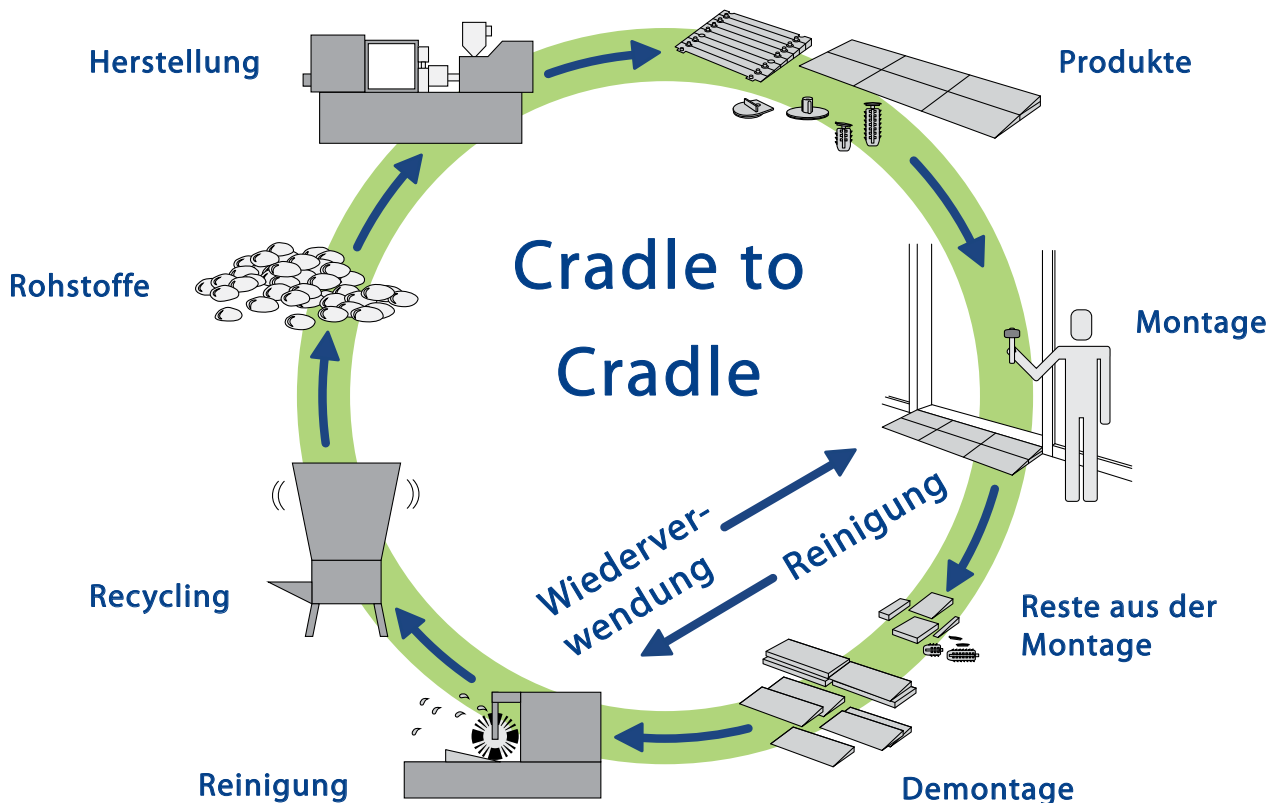 Herstellung
Produkte
Cradle to
Cradle
Rohstoffe
Montage
Wiederver-
wendung
Reinigung
Recycling
Reste aus der
Montage
Reinigung
Demontage